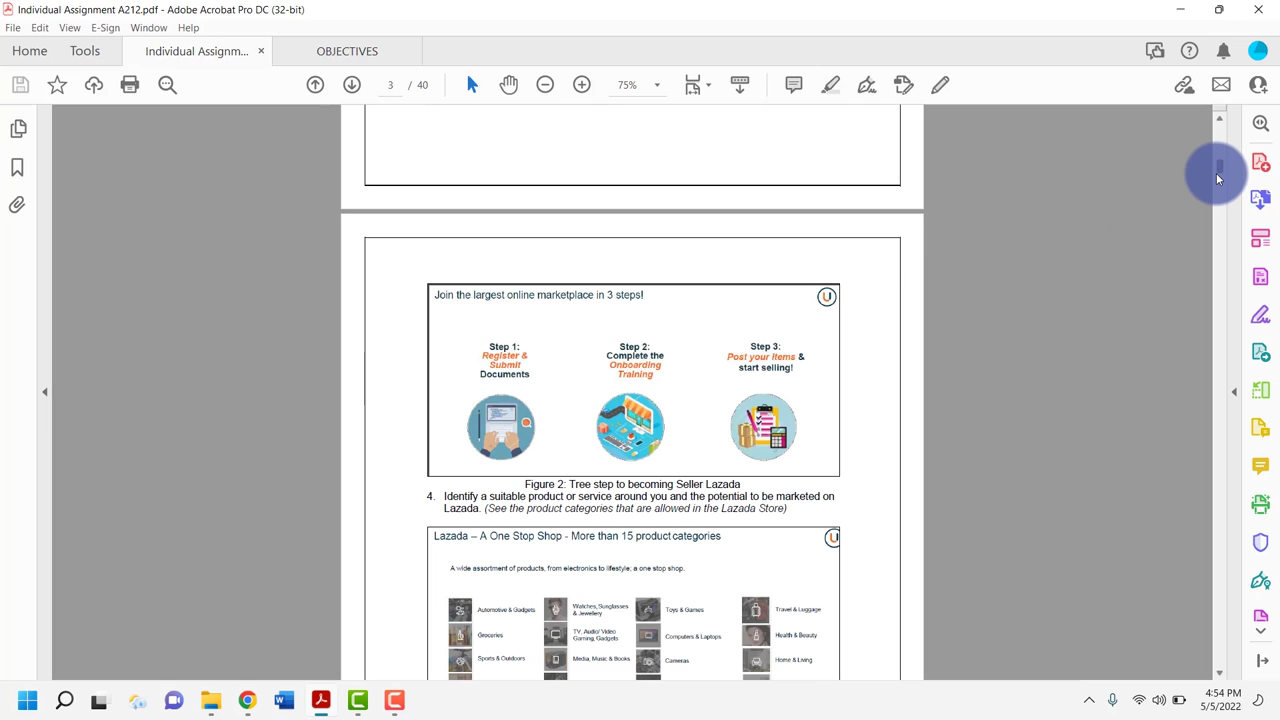 Individual Assignment A212.pdf - Adobe Acrobat Pro DC (32-bit)
File Edit View E-Sign Window Help
Home Tools Individual Assignm... × OBJECTIVES
3 / 40 75%
Join the largest online marketplace in 3 steps!
Step 1:
Register &
Submit
Documents
Step 2:
Complete the
Onboarding
Training
Step 3:
Post your items &
start selling!
Figure 2: Tree step to becoming Seller Lazada
4. Identify a suitable product or service around you and the potential to be marketed on
Lazada. (See the product categories that are allowed in the Lazada Store)
Lazada – A One Stop Shop - More than 15 product categories
A wide assortment of products, from electronics to lifestyle; a one stop shop.
Automotive & Gadgets
Watches, Sunglasses
& Jewellery
Toys & Games
Travel & Luggage
Groceries
TV, Audio/ Video
Gaming, Gadgets
Computers & Laptops
Health & Beauty
Sports & Outdoors
Media, Music & Books
Cameras
Home & Living
4:54 PM
5/5/2022